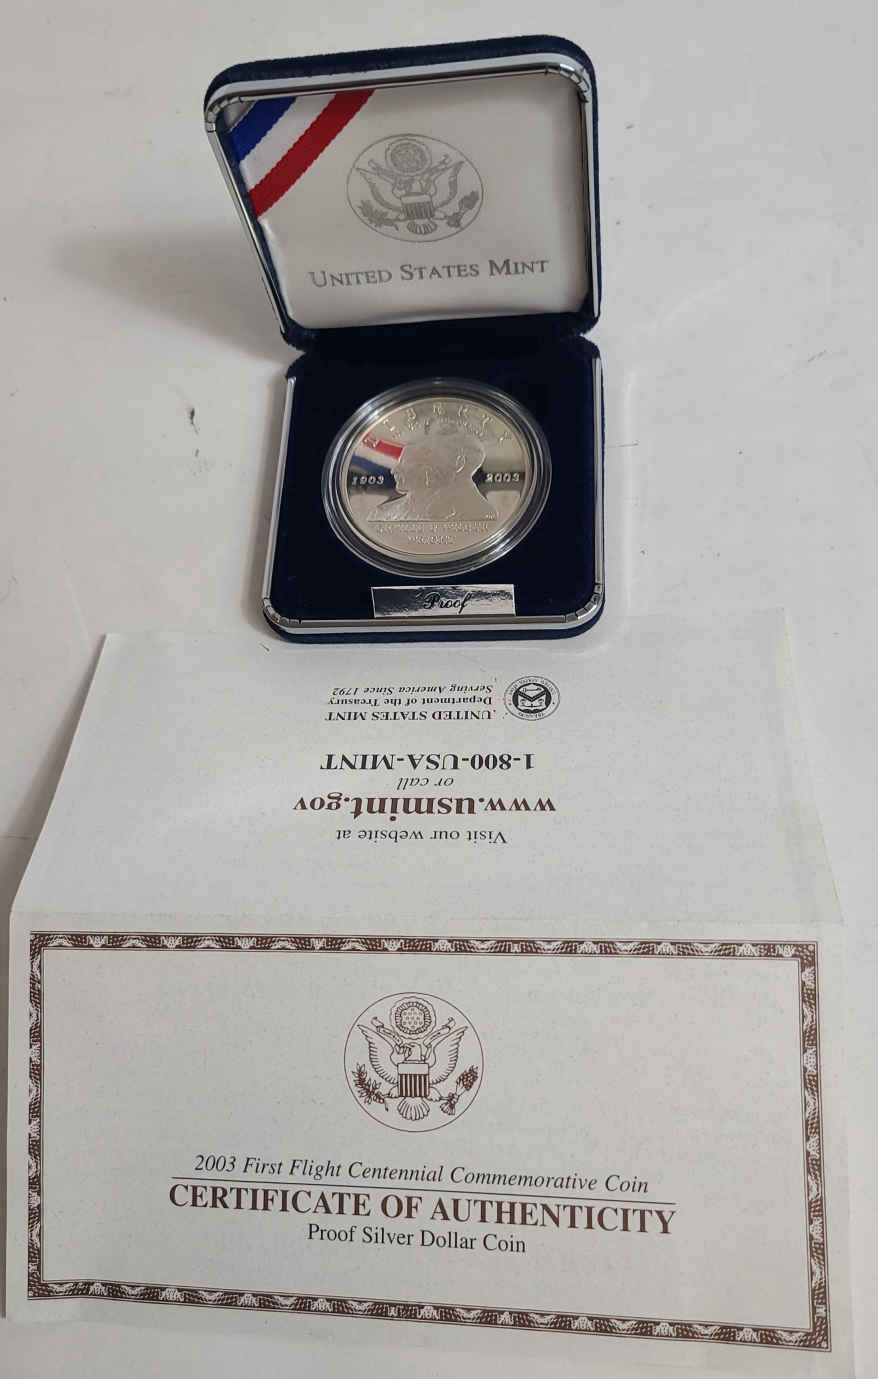 UNITED STATES MINT
LIBERTY
1903 2003
Proof
Visit our website at
www.usmint.gov
or call
1-800-USA-MINT
UNITED STATES MINT
Department of the Treasury
Serving America Since 1792
2003 First Flight Centennial Commemorative Coin
CERTIFICATE OF AUTHENTICITY
Proof Silver Dollar Coin